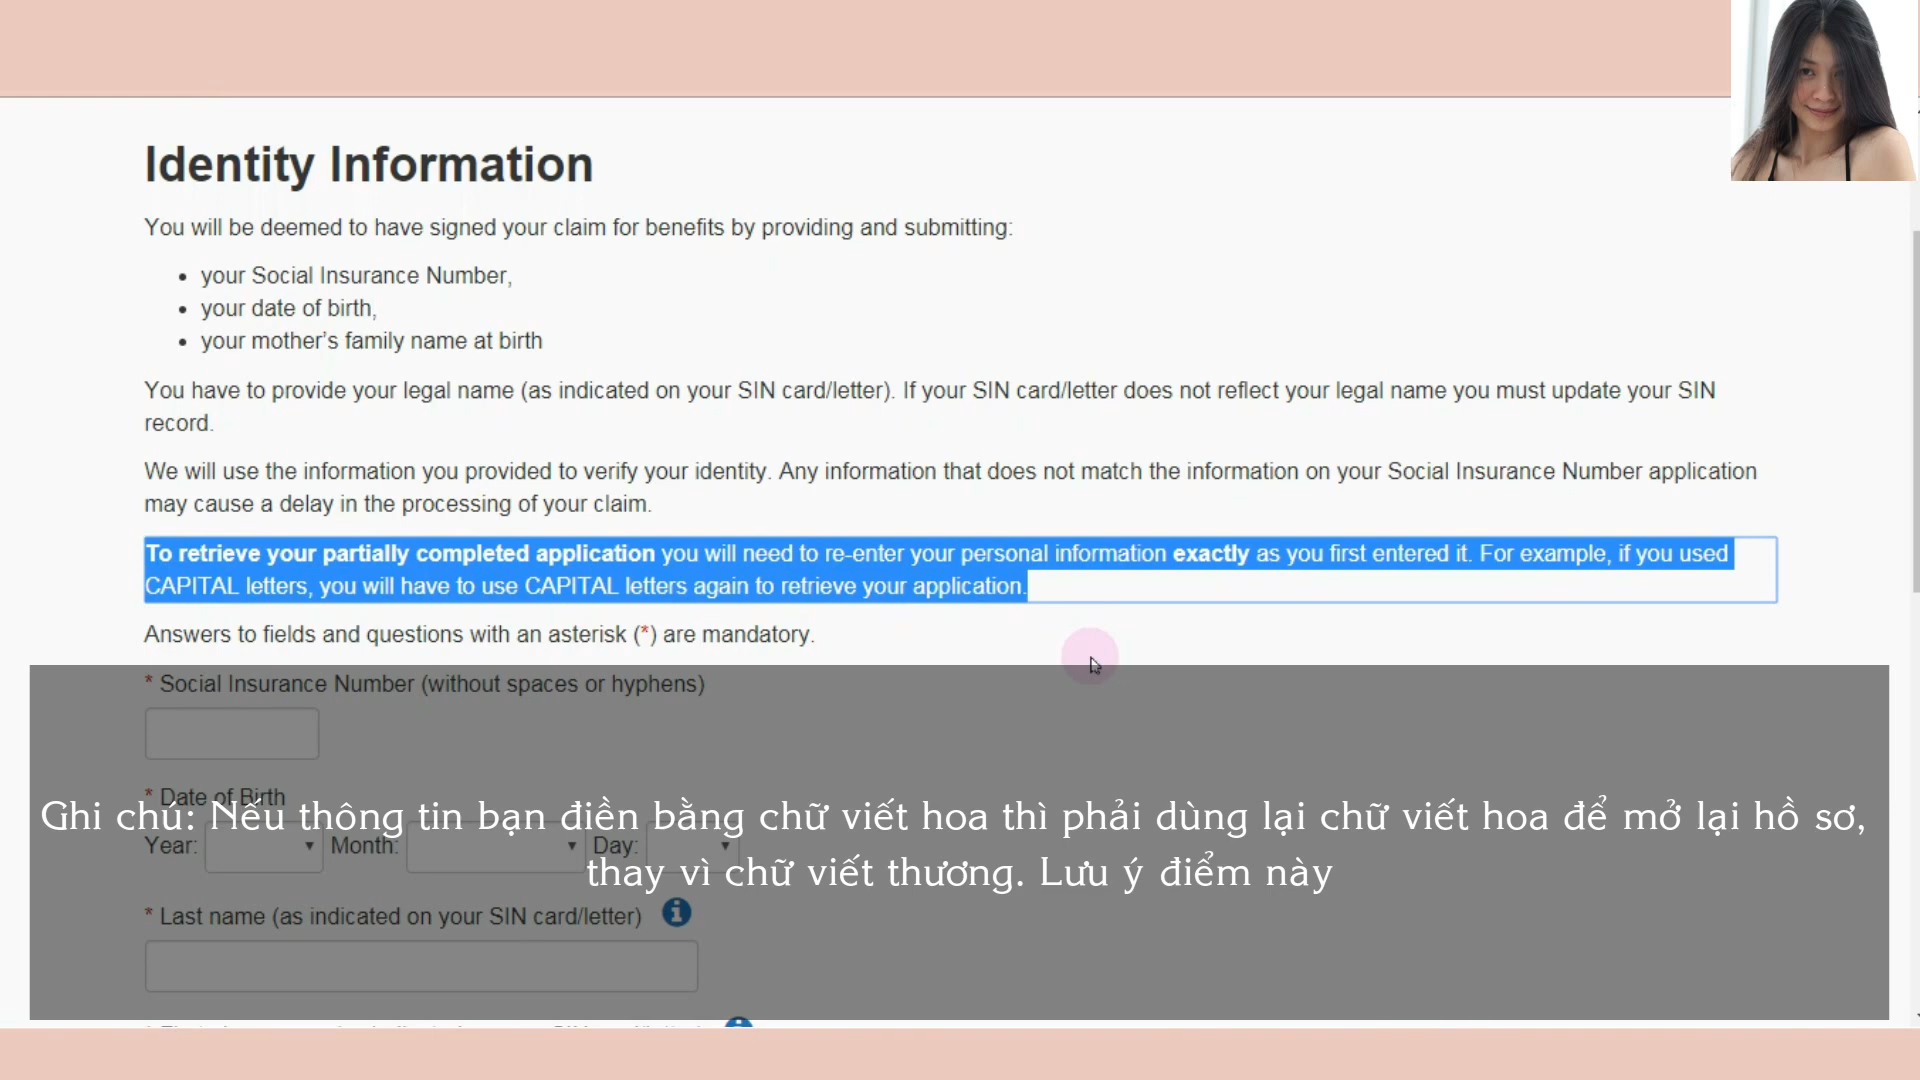 Identity Information
You will be deemed to have signed your claim for benefits by providing and submitting:
• your Social Insurance Number,
• your date of birth,
• your mother’s family name at birth
You have to provide your legal name (as indicated on your SIN card/letter). If your SIN card/letter does not reflect your legal name you must update your SIN
record.
We will use the information you provided to verify your identity. Any information that does not match the information on your Social Insurance Number application
may cause a delay in the processing of your claim.
To retrieve your partially completed application you will need to re-enter your personal information exactly as you first entered it. For example, if you used
CAPITAL letters, you will have to use CAPITAL letters again to retrieve your application.
Answers to fields and questions with an asterisk (*) are mandatory.
* Social Insurance Number (without spaces or hyphens)
* Date of Birth
Ghi chú: Nếu thông tin bạn điền bằng chữ viết hoa thì phải dùng lại chữ viết hoa để mở lại hồ sơ,
Year: Month: Day:
thay vì chữ viết thương. Lưu ý điểm này
* Last name (as indicated on your SIN card/letter)